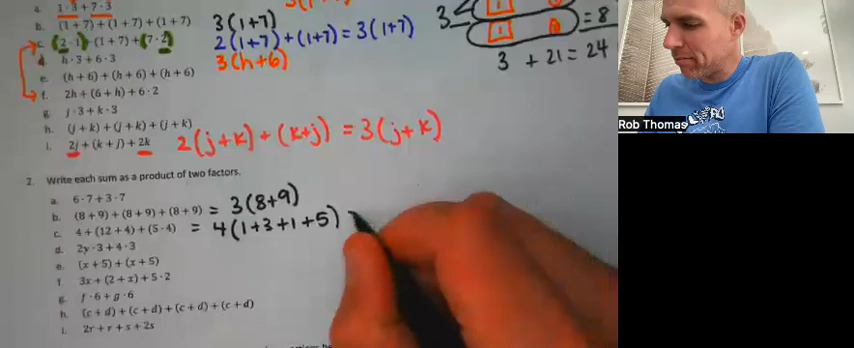 a. 1·3 + 7·3
b. (1 + 7) + (1 + 7) + (1 + 7) 3(1+7)
c. (2·1) + (1 + 7) + (7·2) 2(1+7)+(1+7)=3(1+7)
d. h·3 + 6·3
e. (h + 6) + (h + 6) + (h + 6) 3(h+6)
f. 2h + (6 + h) + 6·2
g. j·3 + k·3
h. (j + k) + (j + k) + (j + k)
i. 2j + (k + j) + 2k 2(j+k)+(k+j)=3(j+k)
3
= 8
3 + 21 = 24
Rob Thomas
2. Write each sum as a product of two factors.
a. 6·7 + 3·7
b. (8 + 9) + (8 + 9) + (8 + 9) = 3(8+9)
c. 4 + (12 + 4) + (5·4) = 4(1+3+1+5)
d. 2y·3 + 4·3
e. (x + 5) + (x + 5)
f. 3x + (2 + x) + 5·2
g. f·6 + g·6
h. (c + d) + (c + d) + (c + d) + (c + d)
i. 2r + r + s + 2s